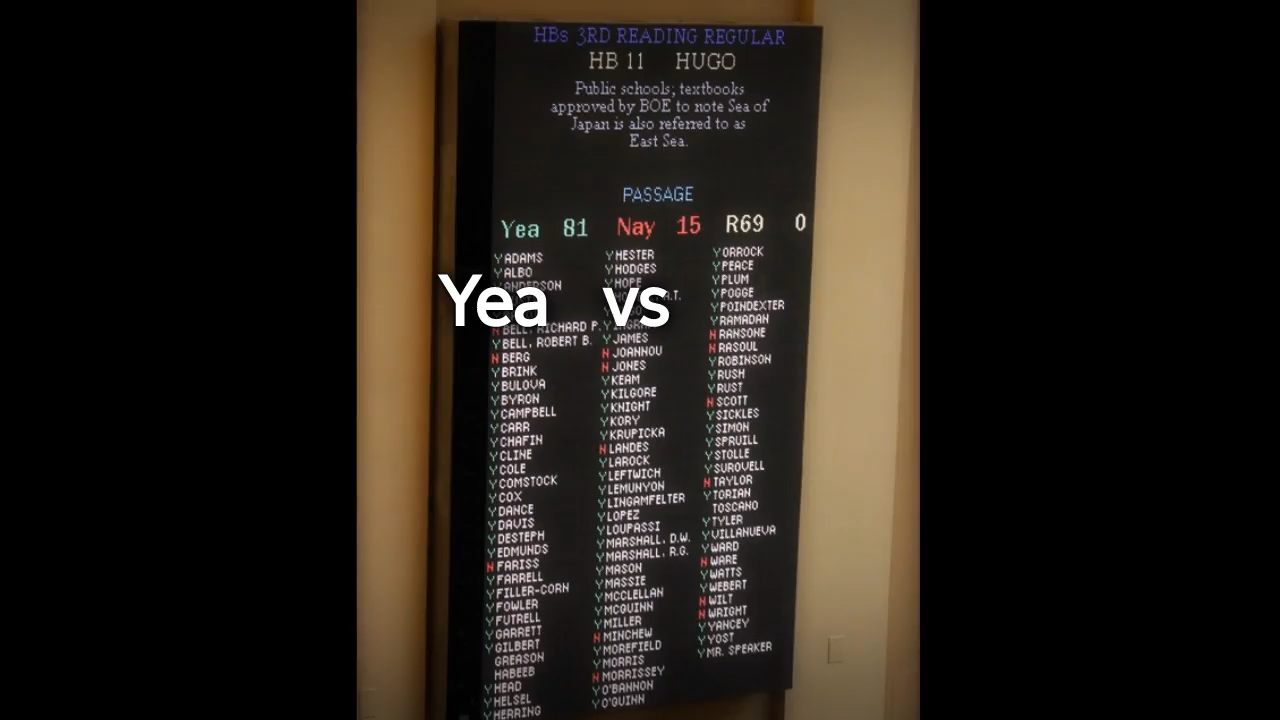 HBs 3RD READING REGULAR
HB 11 HUGO
Public schools; textbooks
approved by BOE to note Sea of
Japan is also referred to as
East Sea.
PASSAGE
Yea 81 Nay 15 R69 0
Y ADAMS
Y ALBO
ANDERSON
N BELL, RICHARD P.
Y BELL, ROBERT B.
N BERG
Y BRINK
Y BULOVA
Y BYRON
Y CAMPBELL
Y CARR
Y CHAFIN
Y CLINE
Y COLE
Y COMSTOCK
Y COX
Y DANCE
Y DAVIS
Y DESTEPH
Y EDMUNDS
N FARISS
Y FARRELL
Y FILLER-CORN
Y FOWLER
Y FUTRELL
Y GARRETT
Y GILBERT
GREASON
HABEEB
Y HEAD
Y HELSEL
Y HERRING
Y HESTER
Y HODGES
Y HOPE
A.T.
Y JAMES
N JOANNOU
N JONES
Y KEAM
Y KILGORE
Y KNIGHT
Y KORY
Y KRUPICKA
N LANDES
Y LAROCK
Y LEFTWICH
Y LEMUNYON
Y LINGAMFELTER
Y LOPEZ
Y LOUPASSI
Y MARSHALL, D.W.
Y MARSHALL, R.G.
Y MASON
Y MASSIE
Y MCCLELLAN
Y MCQUINN
Y MILLER
N MINCHEW
Y MOREFIELD
Y MORRIS
N MORRISSEY
Y O'BANNON
Y O'QUINN
Y ORROCK
Y PEACE
Y PLUM
Y POGGE
Y POINDEXTER
Y RAMADAN
N RANSONE
N RASOUL
Y ROBINSON
Y RUSH
Y RUST
N SCOTT
Y SICKLES
Y SIMON
Y SPRUILL
Y STOLLE
Y SUROVELL
N TAYLOR
Y TORIAN
TOSCANO
Y TYLER
Y VILLANUEVA
Y WARD
N WARE
Y WATTS
Y WEBERT
N WILT
N WRIGHT
Y YANCEY
Y YOST
Y MR. SPEAKER
Yea vs